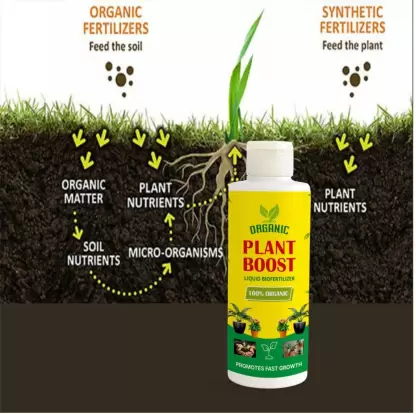 ORGANIC
FERTILIZERS
Feed the soil
SYNTHETIC
FERTILIZERS
Feed the plant
ORGANIC
MATTER
PLANT
NUTRIENTS
SOIL
NUTRIENTS
MICRO-ORGANISMS
PLANT
NUTRIENTS
ORGANIC
PLANT
BOOST
LIQUID BIOFERTILIZER
100% ORGANIC
PROMOTES FAST GROWTH